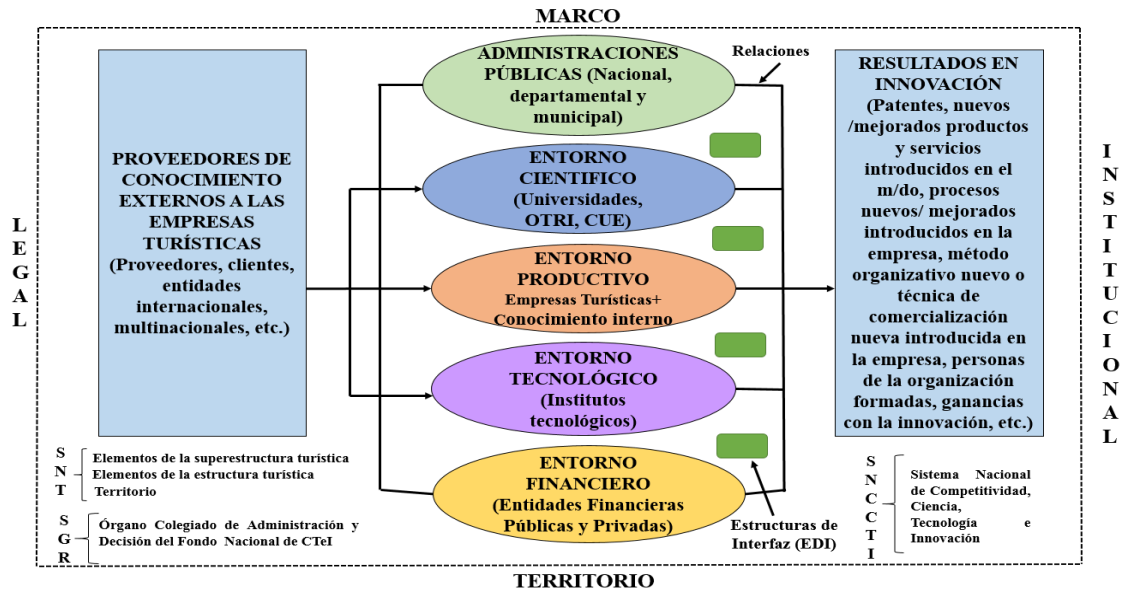 MARCO
LEGAL
PROVEEDORES DE
CONOCIMIENTO
EXTERNOS A LAS
EMPRESAS
TURÍSTICAS
(Proveedores, clientes,
entidades
internacionales,
multinacionales, etc.)
ADMINISTRACIONES
PÚBLICAS (Nacional,
departamental y
municipal)
ENTORNO
CIENTIFICO
(Universidades,
OTRI, CUE)
ENTORNO
PRODUCTIVO
Empresas Turísticas+
Conocimiento interno
ENTORNO
TECNOLÓGICO
(Institutos
tecnológicos)
ENTORNO
FINANCIERO
(Entidades Financieras
Públicas y Privadas)
Relaciones
Estructuras de
Interfaz (EDI)
RESULTADOS EN
INNOVACIÓN
(Patentes, nuevos
/mejorados productos
y servicios
introducidos en el
m/do, procesos
nuevos/ mejorados
introducidos en la
empresa, método
organizativo nuevo o
técnica de
comercialización
nueva introducida en
la empresa, personas
de la organización
formadas, ganancias
con la innovación, etc.)
INSTITUCIONAL
SNT
Elementos de la superestructura turística
Elementos de la estructura turística
Territorio
SGR
Órgano Colegiado de Administración y
Decisión del Fondo Nacional de CTeI
SNCCTI
Sistema Nacional
de Competitividad,
Ciencia,
Tecnología e
Innovación
TERRITORIO